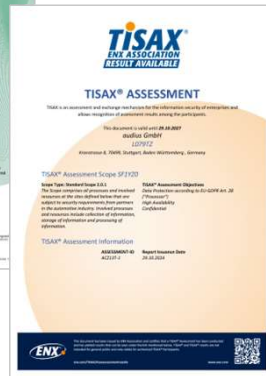 TISAX®
ENX ASSOCIATION
RESULT AVAILABLE
TISAX® ASSESSMENT
TISAX is an assessment and exchange mechanism for the information security of enterprises and
allows recognition of assessment results among the participants.
This document is valid until 29.10.2027
audius GmbH
Stuttgart, Baden-Württemberg, Germany
TISAX® Assessment Scope
Scope Type: Standard Scope 2.0.1
The Scope comprises all processes and involved
resources at the sites defined below that are
subject to security requirements from partners
in the automotive industry. Involved processes
and resources include collection of information,
storage of information and processing of
information.
TISAX® Assessment Objectives
Data Protection according to EU GDPR Art. 28
("Processor")
High Availability
Confidential
TISAX® Assessment Information
ASSESSMENT-ID
Report Issuance Date
29.10.2024
ENX